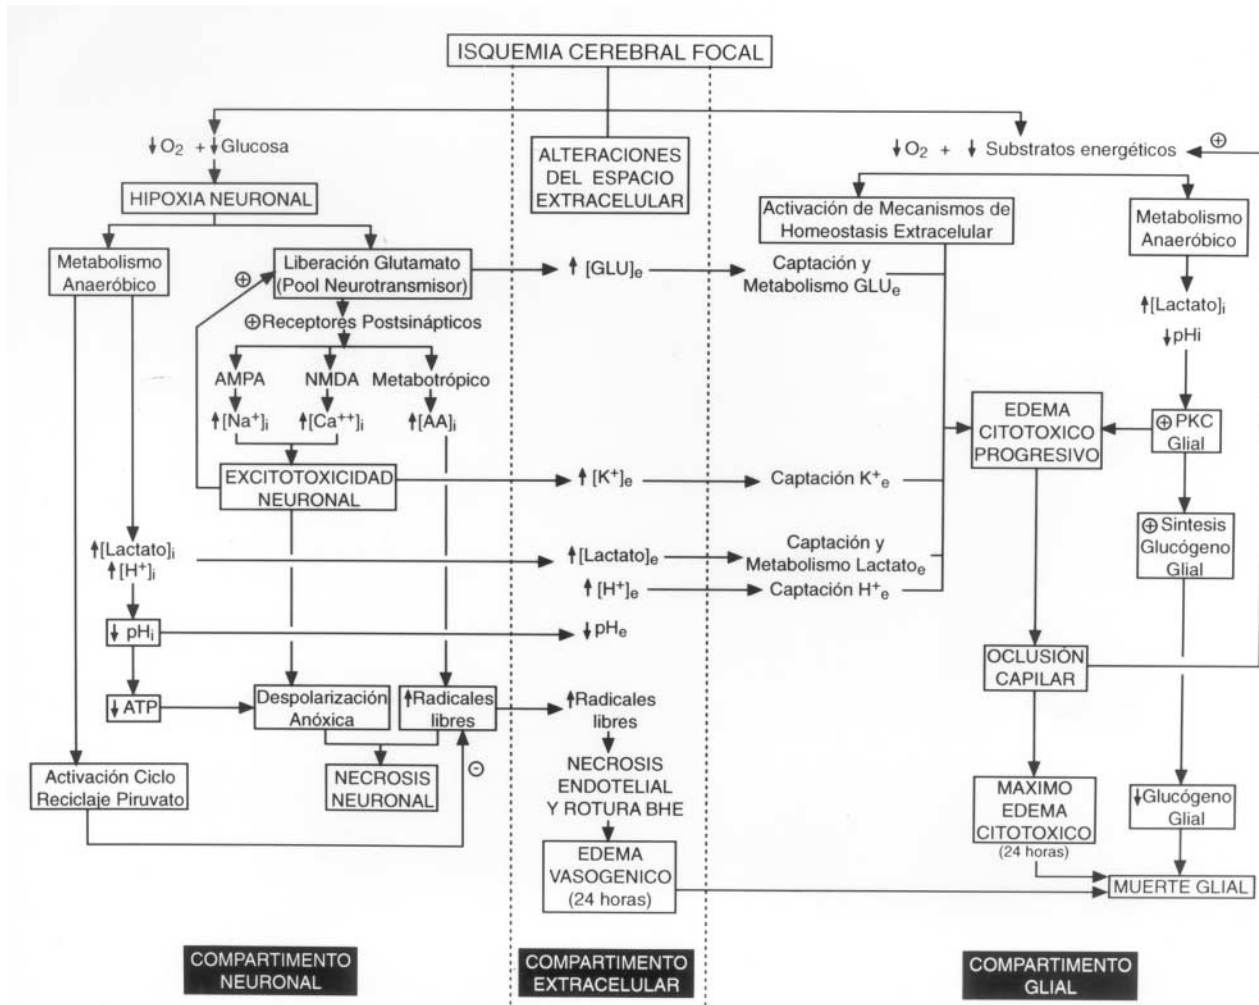 ISQUEMIA CEREBRAL FOCAL
↓O₂ + ↓Glucosa
HIPOXIA NEURONAL
Metabolismo
Anaeróbico
Liberación Glutamato
(Pool Neurotransmisor)
⊕
⊕Receptores Postsinápticos
AMPA
NMDA
Metabotrópico
↑[Na⁺]ᵢ
↑[Ca⁺⁺]ᵢ
↑[AA]ᵢ
EXCITOTOXICIDAD
NEURONAL
↑[Lactato]ᵢ
↑[H⁺]ᵢ
↓ pHᵢ
↓ATP
Despolarización
Anóxica
↑Radicales
libres
⊖
NECROSIS
NEURONAL
Activación Ciclo
Reciclaje Piruvato
COMPARTIMENTO
NEURONAL
ALTERACIONES
DEL ESPACIO
EXTRACELULAR
↑ [GLU]ₑ
↑ [K⁺]ₑ
↑[Lactato]ₑ
↑ [H⁺]ₑ
↓pHₑ
↑Radicales
libres
NECROSIS
ENDOTELIAL
Y ROTURA BHE
EDEMA
VASOGENICO
(24 horas)
COMPARTIMENTO
EXTRACELULAR
↓O₂ + ↓ Substratos energéticos
⊕
Activación de Mecanismos de
Homeostasis Extracelular
Metabolismo
Anaeróbico
Captación y
Metabolismo GLUₑ
↑[Lactato]ᵢ
↓pHi
EDEMA
CITOTOXICO
PROGRESIVO
⊕ PKC
Glial
Captación K⁺ₑ
⊕Sintesis
Glucógeno
Glial
Captación y
Metabolismo Lactatoₑ
Captación H⁺ₑ
OCLUSIÓN
CAPILAR
MAXIMO
EDEMA
CITOTOXICO
(24 horas)
↓Glucógeno
Glial
MUERTE GLIAL
COMPARTIMENTO
GLIAL